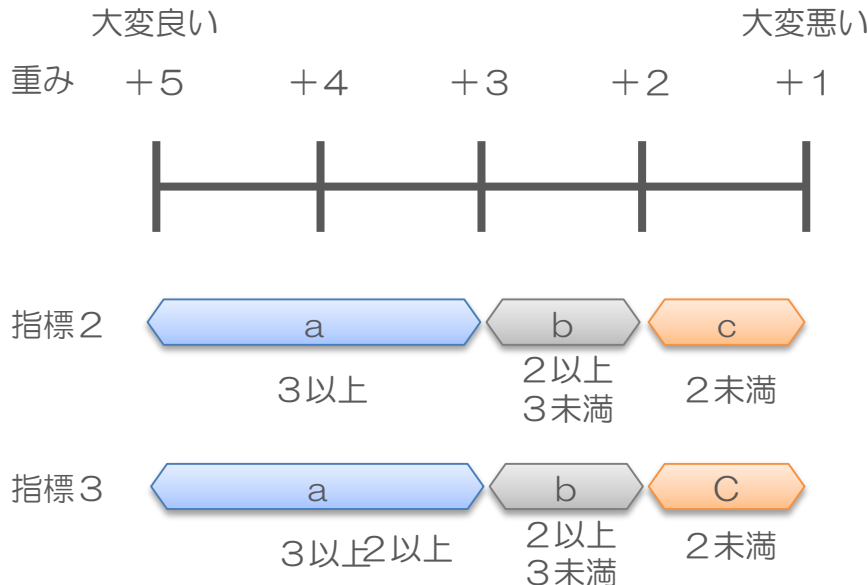 大変良い 大変悪い
重み ＋5 ＋4 ＋3 ＋2 ＋1
指標2 a b c
3以上 2以上 2未満
3未満
指標3 a b C
3以上2以上 2以上 2未満
3未満